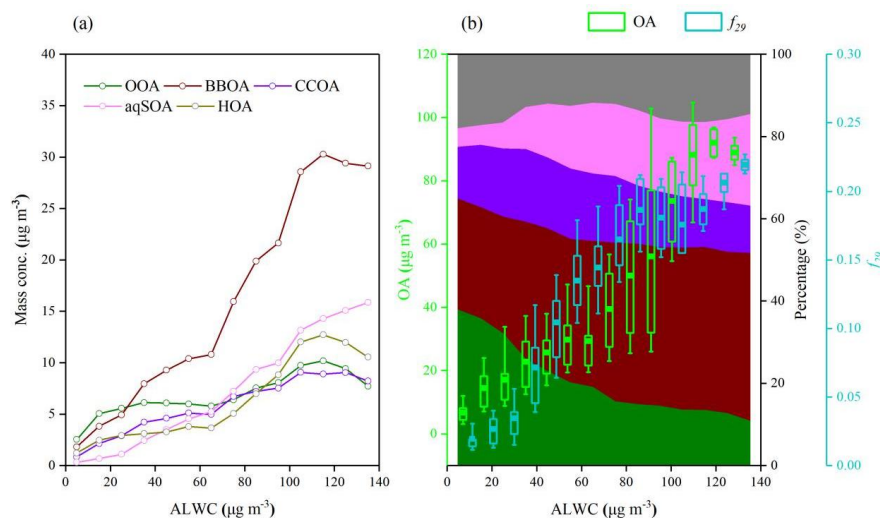 (a)
(b)
OA
f29
OOA
BBOA
CCOA
aqSOA
HOA
Mass conc. (μg m⁻³)
40
35
30
25
20
15
10
5
0
0 20 40 60 80 100 120 140
ALWC (μg m⁻³)
OA (μg m⁻³)
120
100
80
60
40
20
0
0 20 40 60 80 100 120 140
ALWC (μg m⁻³)
100
80
60
40
20
0
Percentage (%)
0.30
0.25
0.20
0.15
0.10
0.05
0.00
f29